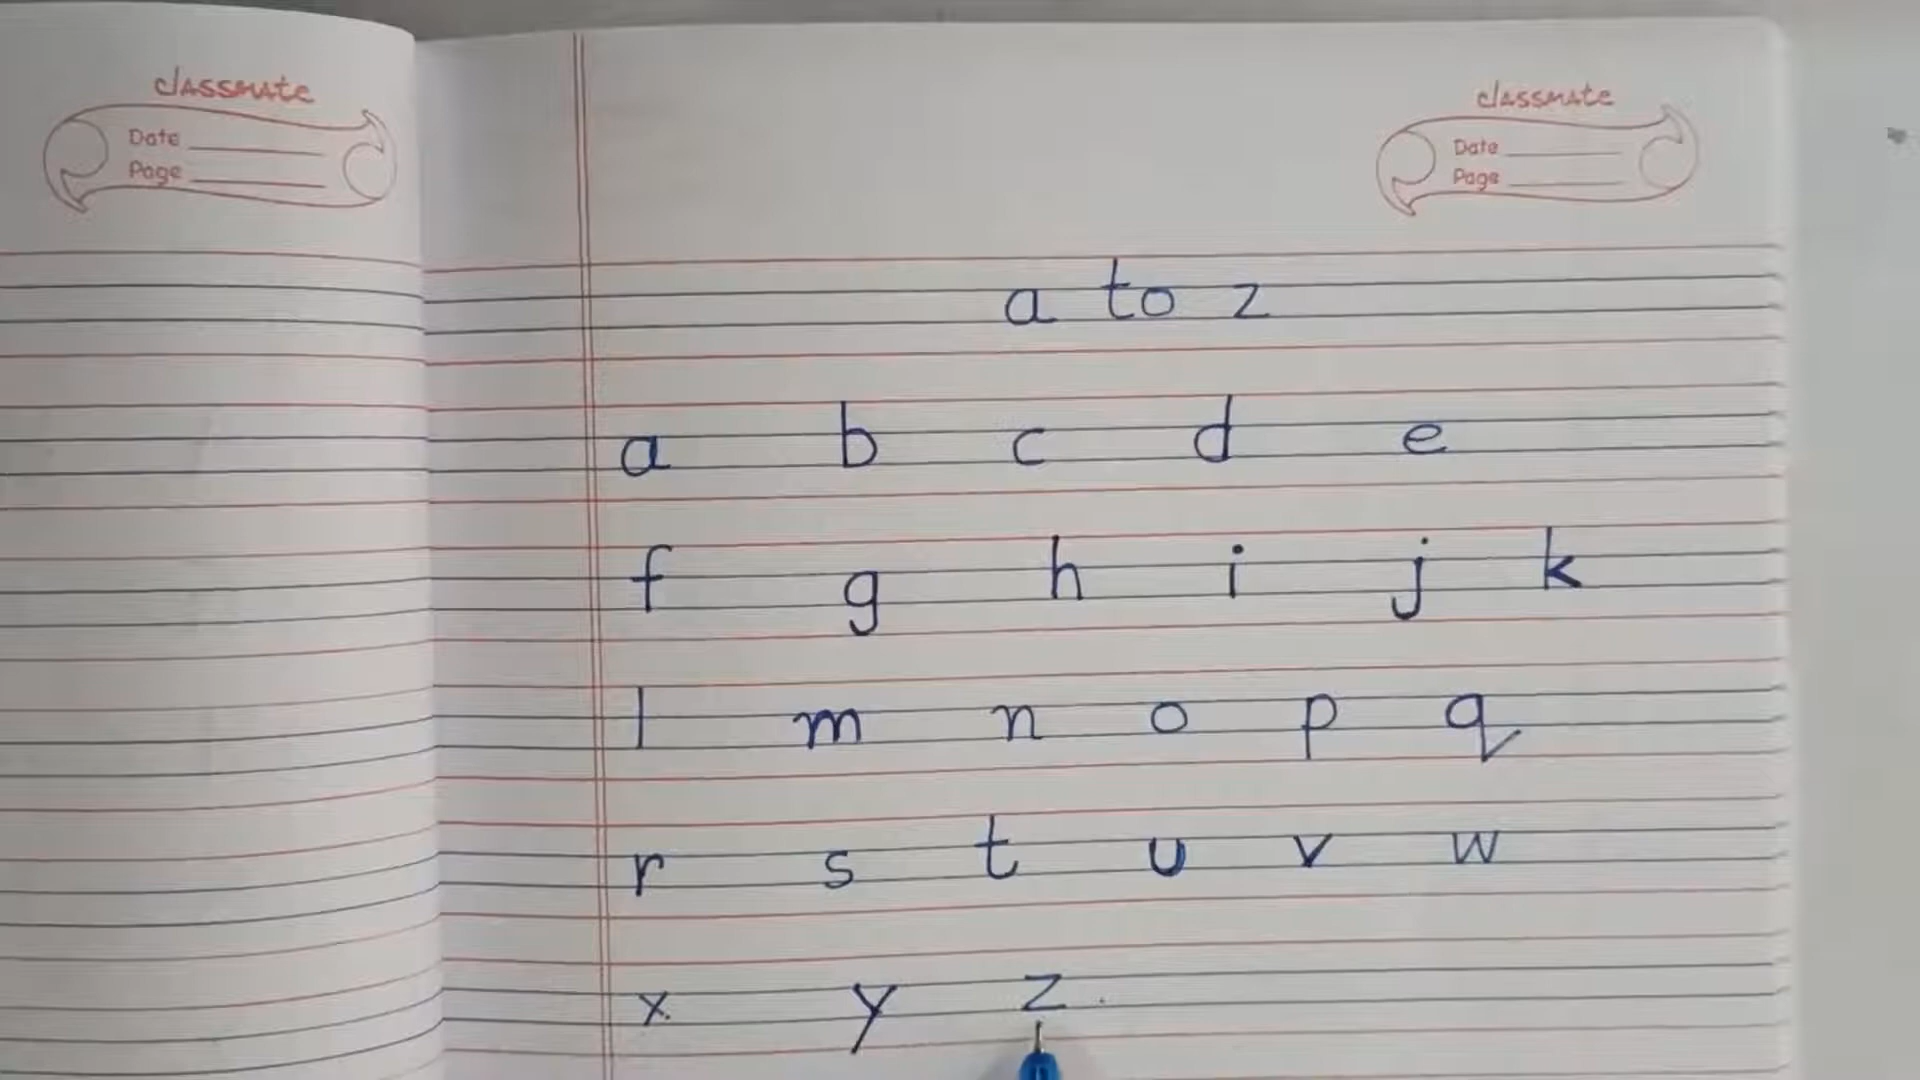 classmate
Date
Page
classmate
Date
Page
a to z
a b c d e
f g h i j k
l m n o p q
r s t u v w
x y z